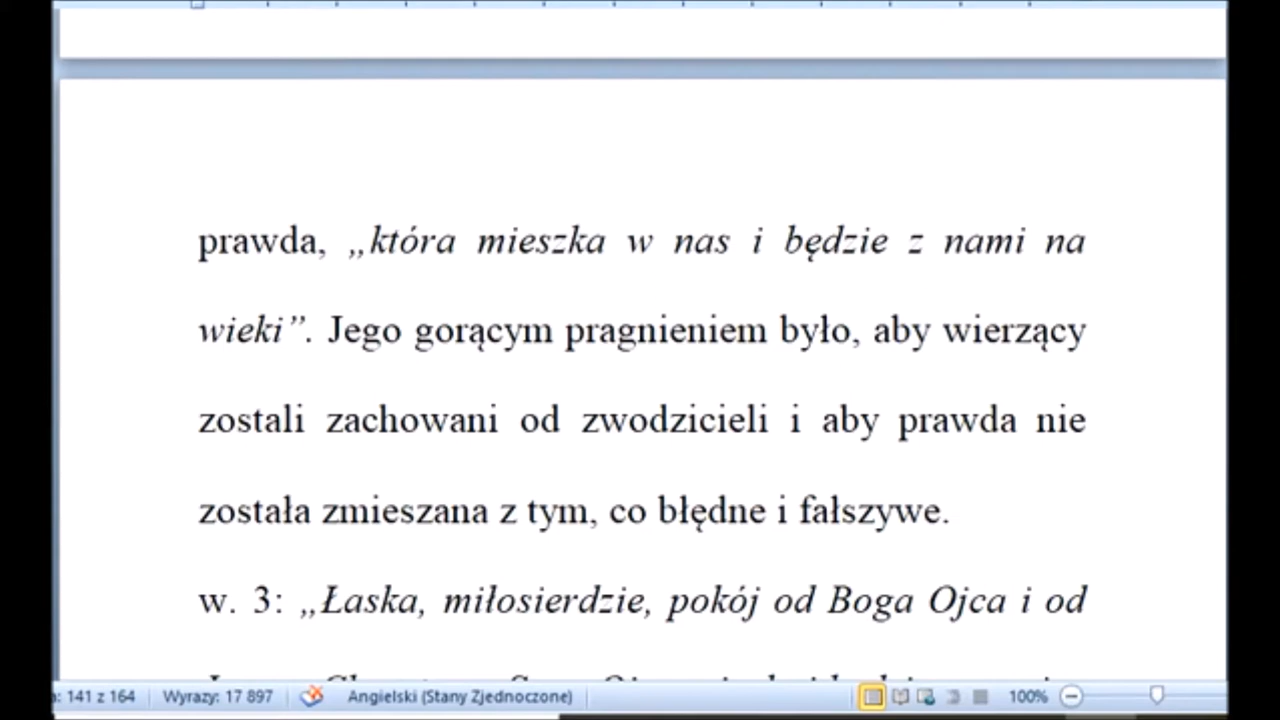 prawda, „która mieszka w nas i będzie z nami na
wieki”. Jego gorącym pragnieniem było, aby wierzący
zostali zachowani od zwodzicieli i aby prawda nie
została zmieszana z tym, co błędne i fałszywe.
w. 3: „Łaska, miłosierdzie, pokój od Boga Ojca i od
: 141 z 164 Wyrazy: 17 897 Angielski (Stany Zjednoczone) 100%